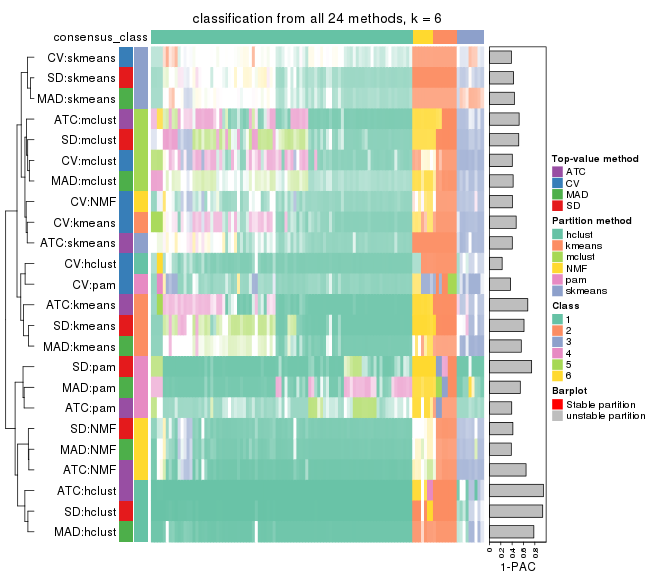 classification from all 24 methods, k = 6
consensus_class
CV:skmeans
SD:skmeans
MAD:skmeans
ATC:mclust
SD:mclust
CV:mclust
MAD:mclust
CV:NMF
CV:kmeans
ATC:skmeans
CV:hclust
CV:pam
ATC:kmeans
SD:kmeans
MAD:kmeans
SD:pam
MAD:pam
ATC:pam
SD:NMF
MAD:NMF
ATC:NMF
ATC:hclust
SD:hclust
MAD:hclust
0
0.2
0.4
0.6
0.8
1-PAC
Top-value method
ATC
CV
MAD
SD
Partition method
hclust
kmeans
mclust
NMF
pam
skmeans
Class
1
2
3
4
5
6
Barplot
Stable partition
unstable partition